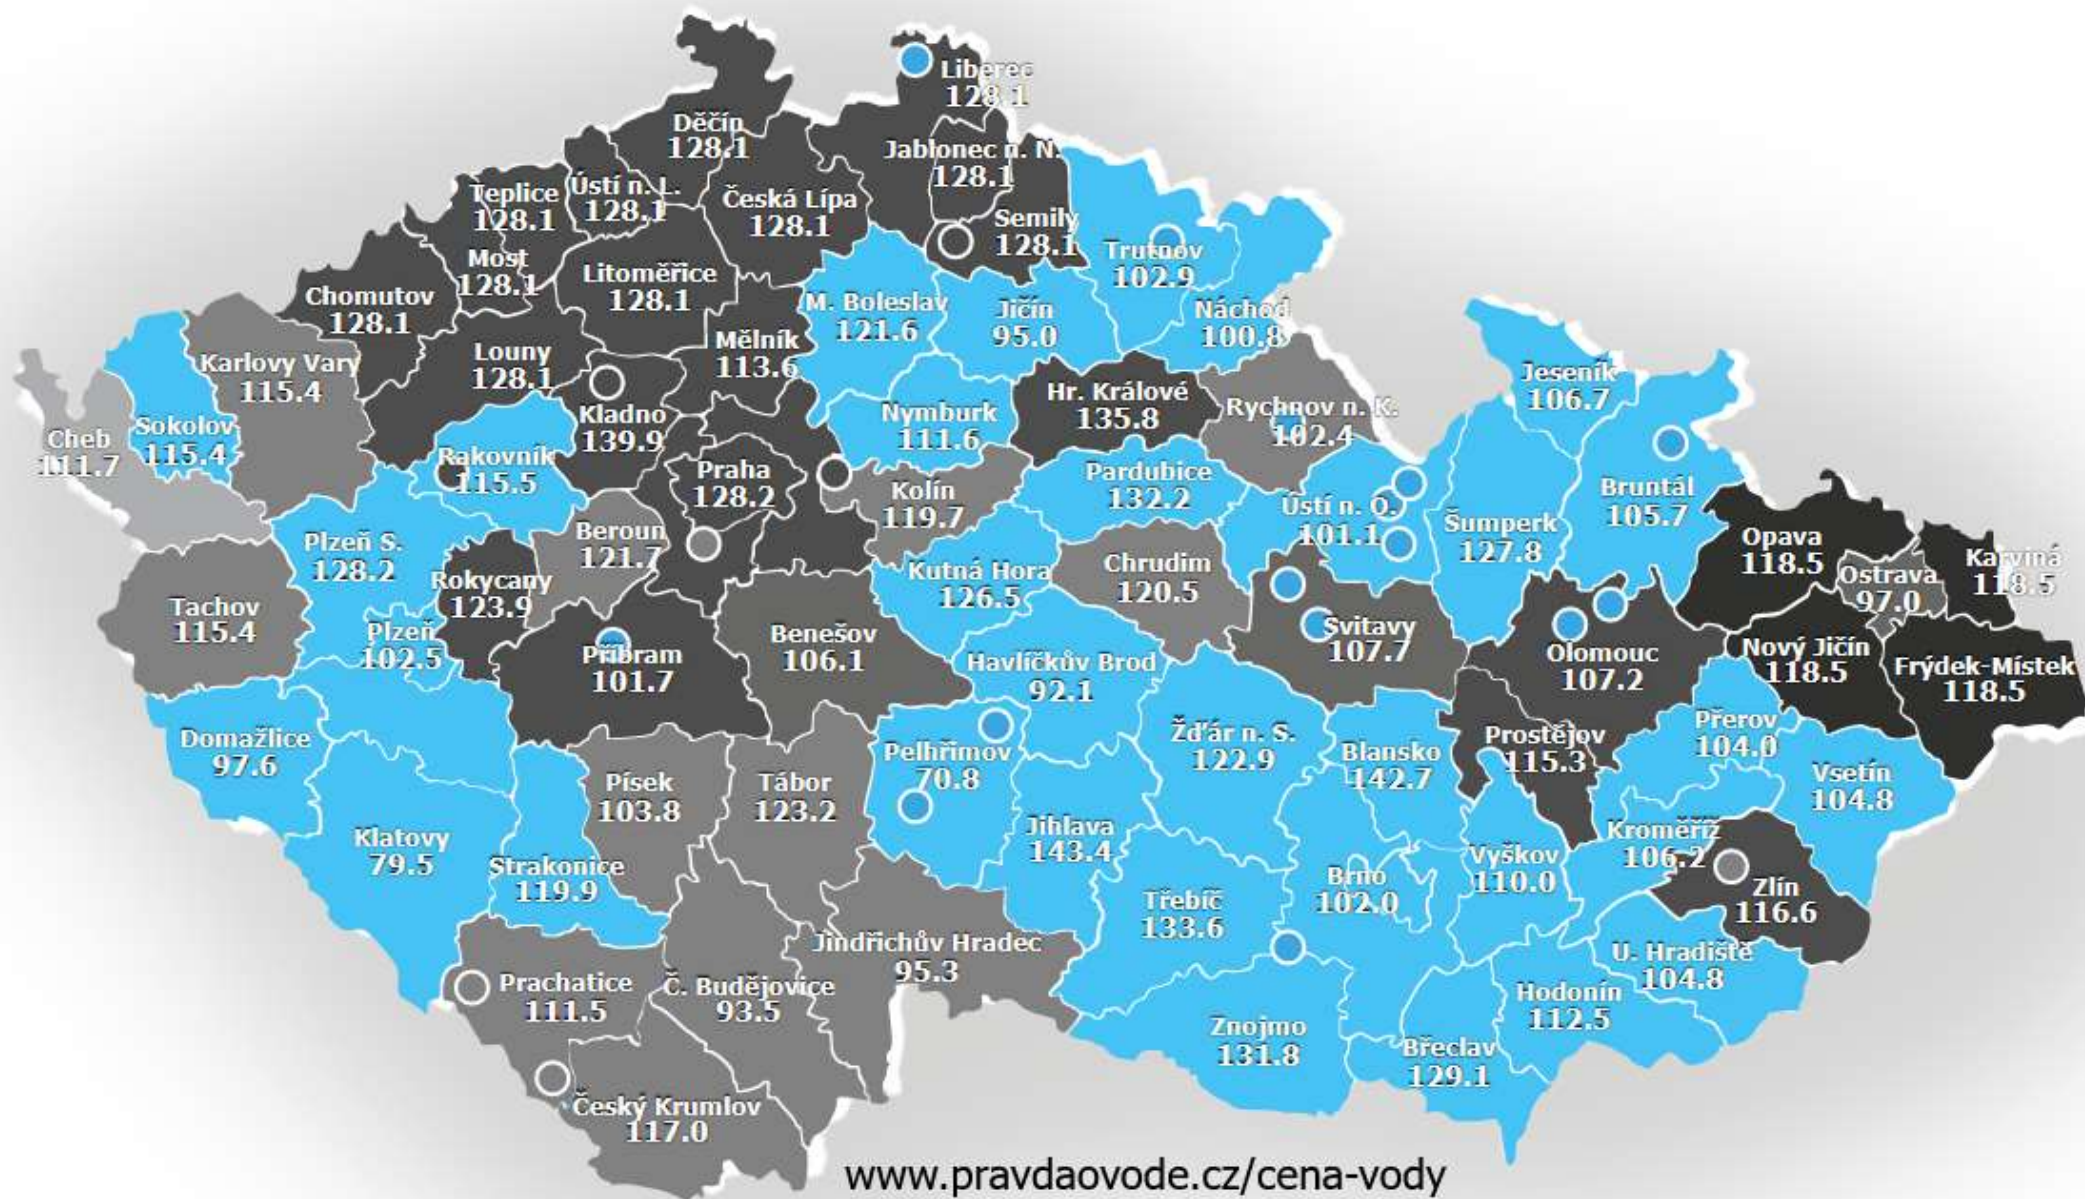 Liberec
128.1
Děčín
128.1
Jablonec n. N.
128.1
Teplice
128.1
Ústí n. L.
128.1
Česká Lípa
128.1
Semily
128.1
Trutnov
102.9
Most
128.1
Litoměřice
128.1
Chomutov
128.1
M. Boleslav
121.6
Jičín
95.0
Náchod
100.8
Mělník
113.6
Louny
128.1
Karlovy Vary
115.4
Jeseník
106.7
Hr. Králové
135.8
Rychnov n. K.
102.4
Kladno
139.9
Nymburk
111.6
Sokolov
115.4
Cheb
111.7
Rakovník
115.5
Praha
128.2
Kolín
119.7
Pardubice
132.2
Ústí n. O.
101.1
Šumperk
127.8
Bruntál
105.7
Opava
118.5
Karviná
118.5
Ostrava
97.0
Plzeň S.
128.2
Beroun
121.7
Rokycany
123.9
Kutná Hora
126.5
Chrudim
120.5
Tachov
115.4
Plzeň
102.5
Příbram
101.7
Benešov
106.1
Havlíčkův Brod
92.1
Svitavy
107.7
Olomouc
107.2
Nový Jičín
118.5
Frýdek-Místek
118.5
Domažlice
97.6
Písek
103.8
Tábor
123.2
Pelhřimov
70.8
Žďár n. S.
122.9
Blansko
142.7
Prostějov
115.3
Přerov
104.0
Vsetín
104.8
Klatovy
79.5
Strakonice
119.9
Jihlava
143.4
Kroměříž
106.2
Vyškov
110.0
Brno
102.0
Třebíč
133.6
Zlín
116.6
Jindřichův Hradec
95.3
U. Hradiště
104.8
Prachatice
111.5
Č. Budějovice
93.5
Hodonín
112.5
Znojmo
131.8
Břeclav
129.1
Český Krumlov
117.0
www.pravdaovode.cz/cena-vody